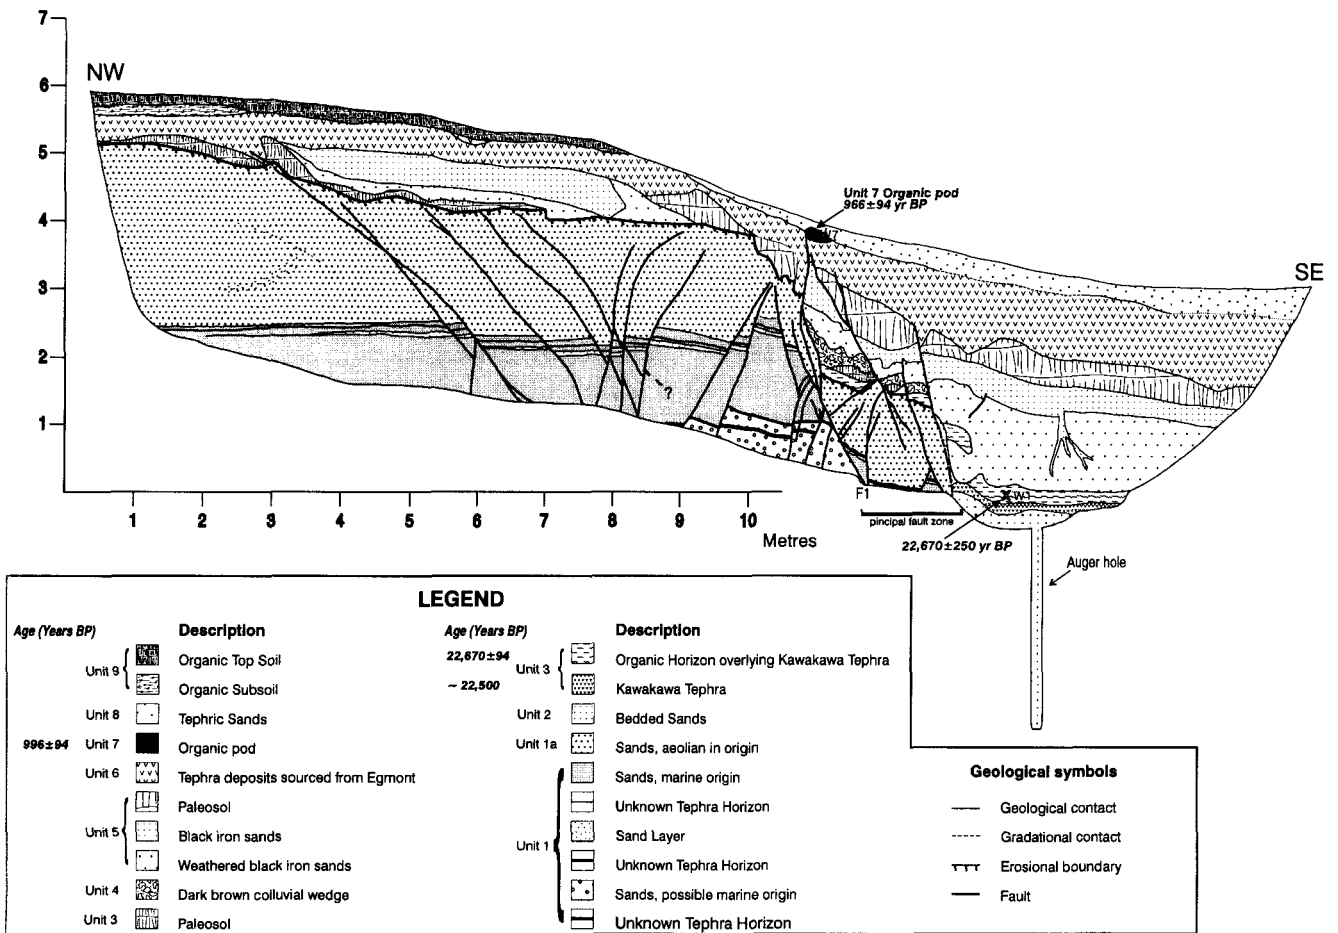 7
NW
6
5
4
3
2
1
Unit 7 Organic pod
966±94 yr BP
SE
?
W1
F1
pincipal fault zone
22,670±250 yr BP
1 2 3 4 5 6 7 8 9 10
Metres
Auger hole
LEGEND
Age (Years BP) Description
Unit 9 Organic Top Soil
Organic Subsoil
Unit 8 Tephric Sands
996±94 Unit 7 Organic pod
Unit 6 Tephra deposits sourced from Egmont
Paleosol
Unit 5 Black iron sands
Weathered black iron sands
Unit 4 Dark brown colluvial wedge
Unit 3 Paleosol
Age (Years BP) Description
22,670±94 Unit 3 Organic Horizon overlying Kawakawa Tephra
~ 22,500 Kawakawa Tephra
Unit 2 Bedded Sands
Unit 1a Sands, aeolian in origin
Sands, marine origin
Unknown Tephra Horizon
Unit 1 Sand Layer
Unknown Tephra Horizon
Sands, possible marine origin
Unknown Tephra Horizon
Geological symbols
Geological contact
Gradational contact
Erosional boundary
Fault